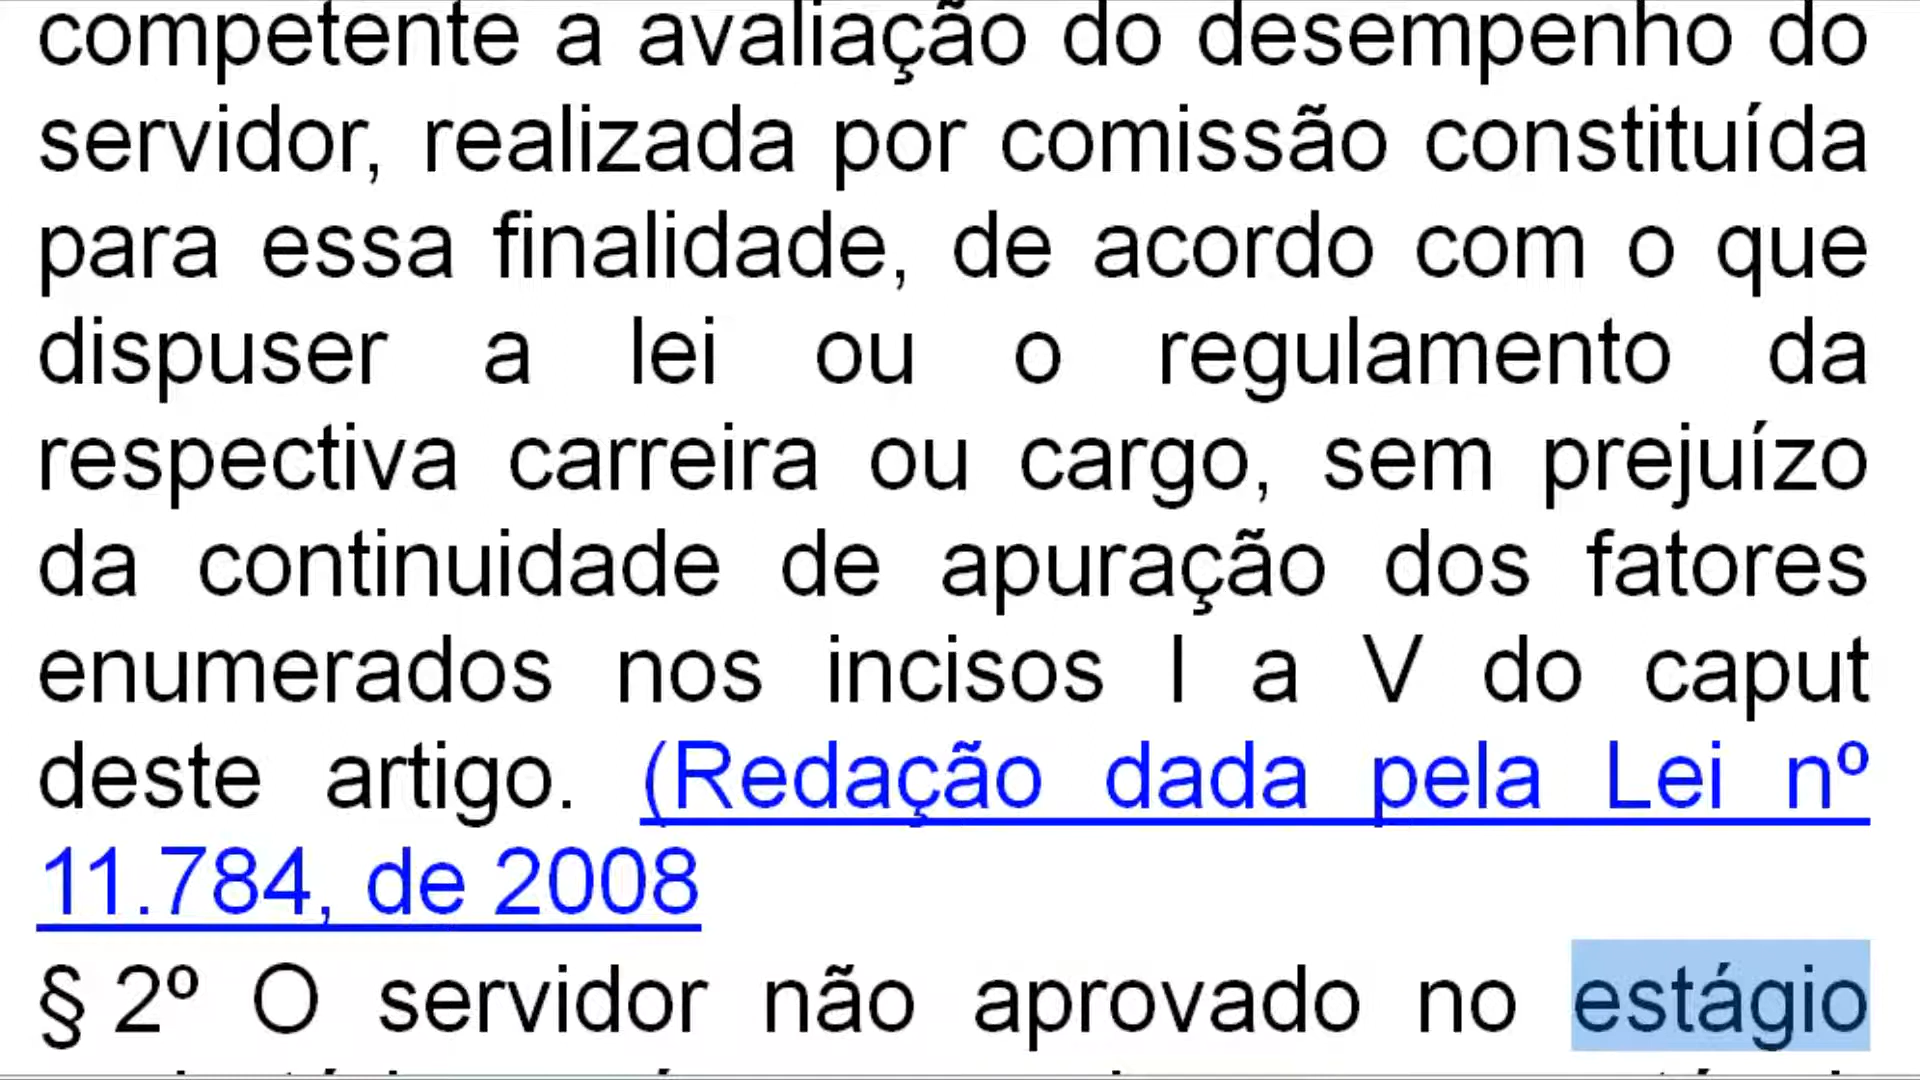 competente a avaliação do desempenho do
servidor, realizada por comissão constituída
para essa finalidade, de acordo com o que
dispuser a lei ou o regulamento da
respectiva carreira ou cargo, sem prejuízo
da continuidade de apuração dos fatores
enumerados nos incisos I a V do caput
deste artigo. (Redação dada pela Lei nº
11.784, de 2008
§ 2º O servidor não aprovado no estágio